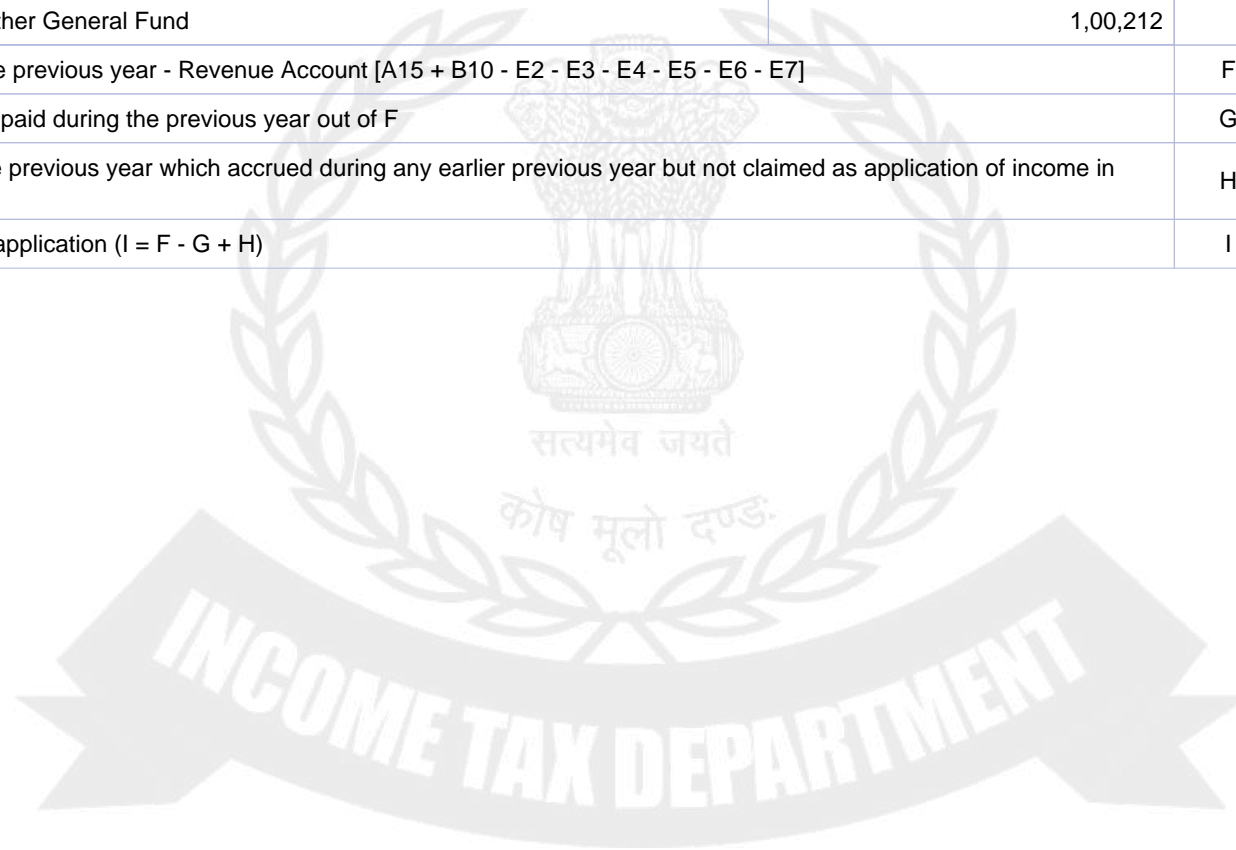 ther General Fund 1,00,212
e previous year - Revenue Account [A15 + B10 - E2 - E3 - E4 - E5 - E6 - E7] F
paid during the previous year out of F G
e previous year which accrued during any earlier previous year but not claimed as application of income in H
application (I = F - G + H) I
सत्यमेव जयते
कोष मूलो दण्ड:
INCOME TAX DEPARTMENT